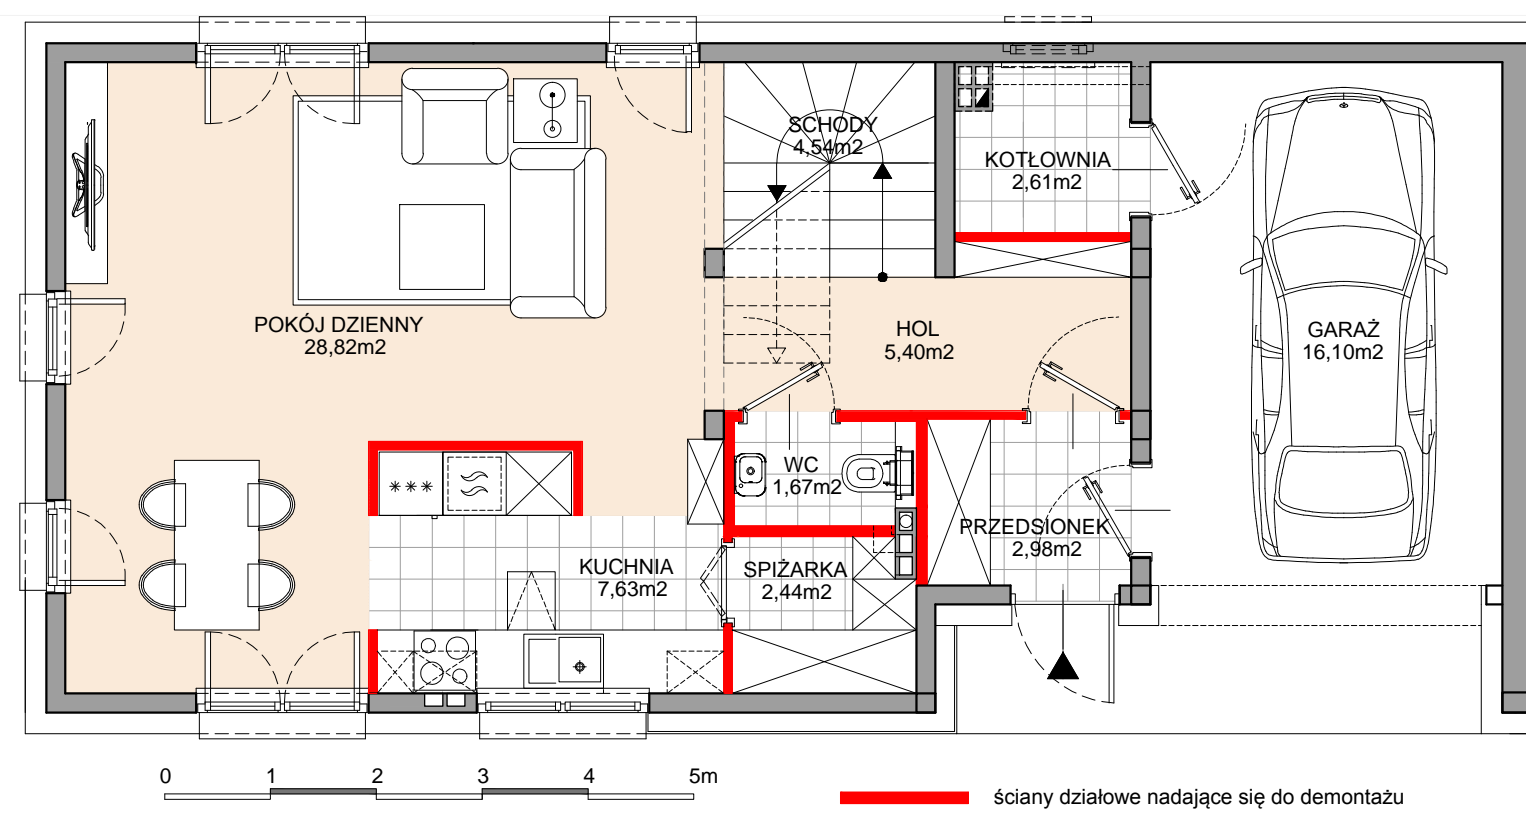 SCHODY
4,54m2
KOTŁOWNIA
2,61m2
POKÓJ DZIENNY
28,82m2
HOL
5,40m2
GARAŻ
16,10m2
WC
1,67m2
PRZEDSIONEK
2,98m2
KUCHNIA
7,63m2
SPIŻARKA
2,44m2
0 1 2 3 4 5m
ściany działowe nadające się do demontażu